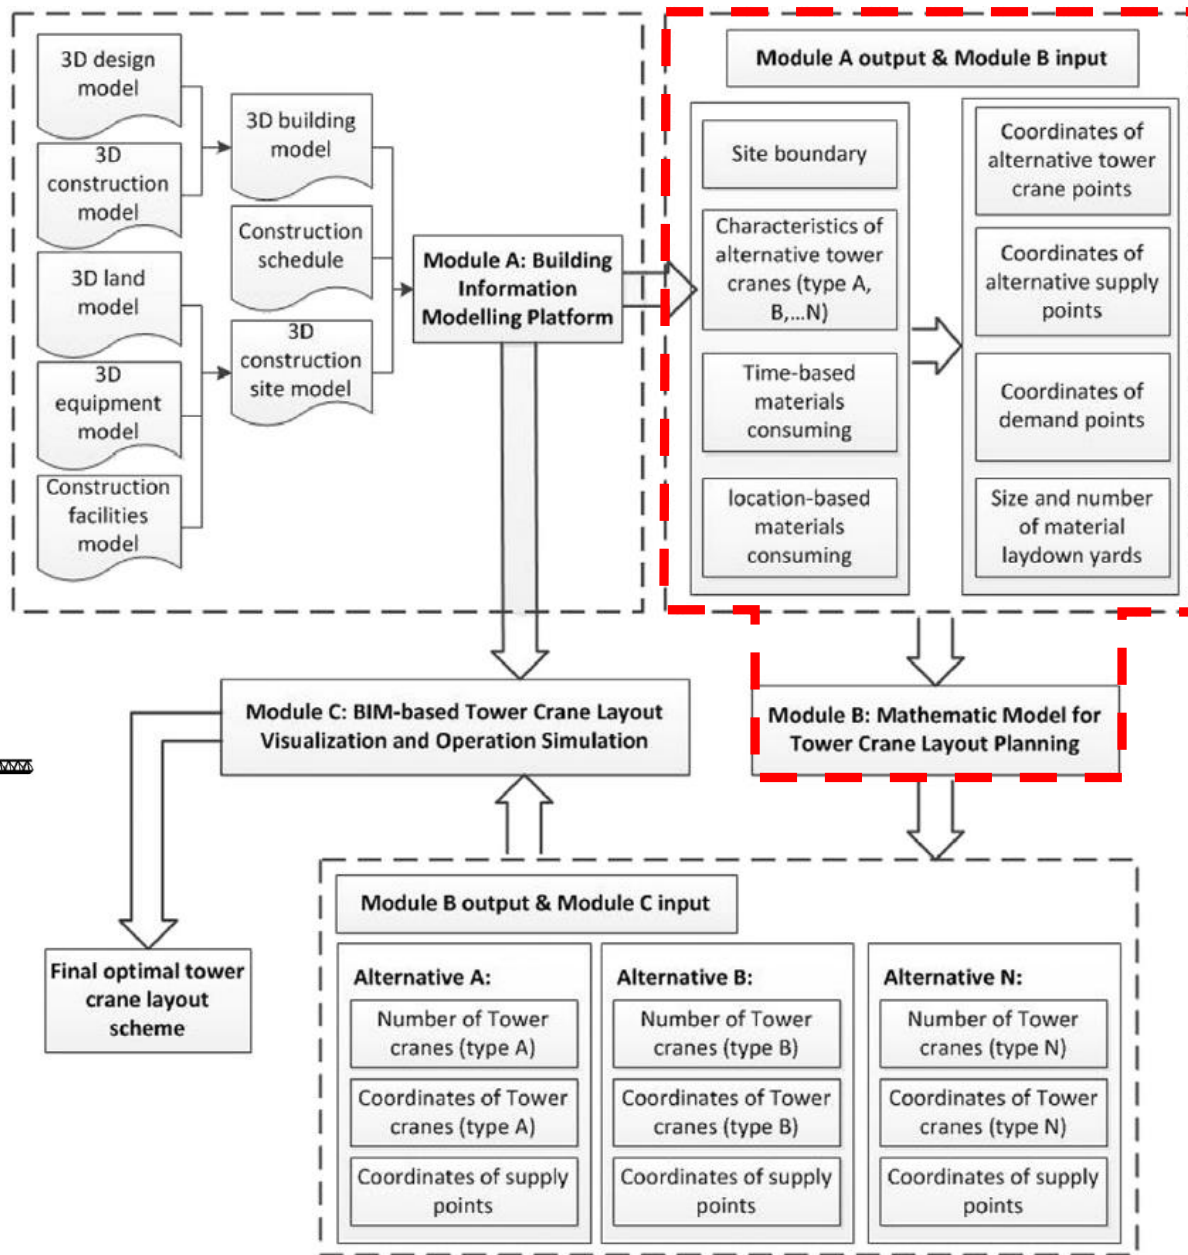 3D design
model
3D
construction
model
3D land
model
3D
equipment
model
Construction
facilities
model
3D building
model
Construction
schedule
3D
construction
site model
Module A: Building
Information
Modelling Platform
Module A output & Module B input
Site boundary
Characteristics of
alternative tower
cranes (type A,
B,...N)
Time-based
materials
consuming
location-based
materials
consuming
Coordinates of
alternative tower
crane points
Coordinates of
alternative supply
points
Coordinates of
demand points
Size and number
of material
laydown yards
Module C: BIM-based Tower Crane Layout
Visualization and Operation Simulation
Module B: Mathematic Model for
Tower Crane Layout Planning
Final optimal tower
crane layout
scheme
Module B output & Module C input
Alternative A:
Number of Tower
cranes (type A)
Coordinates of Tower
cranes (type A)
Coordinates of supply
points
Alternative B:
Number of Tower
cranes (type B)
Coordinates of Tower
cranes (type B)
Coordinates of supply
points
Alternative N:
Number of Tower
cranes (type N)
Coordinates of Tower
cranes (type N)
Coordinates of supply
points